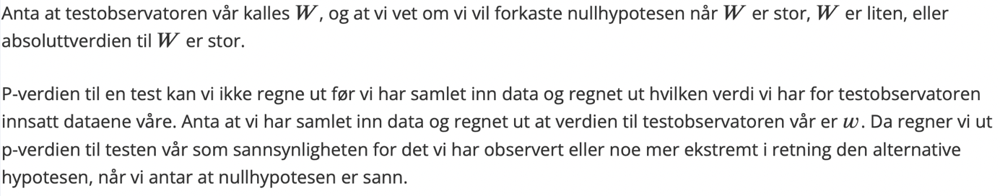 Anta at testobservatoren vår kalles W, og at vi vet om vi vil forkaste nullhypotesen når W er stor, W er liten, eller
absoluttverdien til W er stor.
P-verdien til en test kan vi ikke regne ut før vi har samlet inn data og regnet ut hvilken verdi vi har for testobservatoren
innsatt dataene våre. Anta at vi har samlet inn data og regnet ut at verdien til testobservatoren vår er w. Da regner vi ut
p-verdien til testen vår som sannsynligheten for det vi har observert eller noe mer ekstremt i retning den alternative
hypotesen, når vi antar at nullhypotesen er sann.